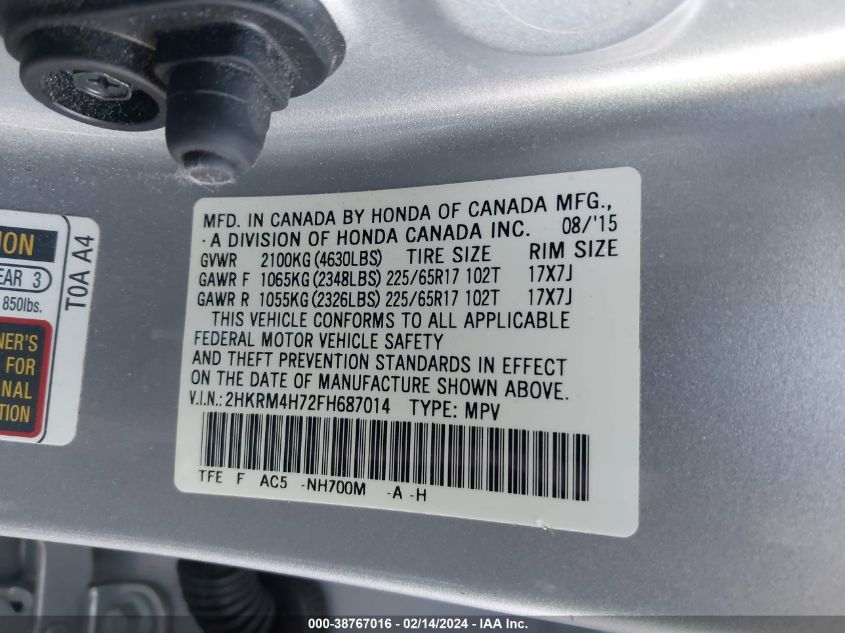 MFD. IN CANADA BY HONDA OF CANADA MFG.,
·A DIVISION OF HONDA CANADA INC. 08/'15
GVWR 2100KG (4630LBS) TIRE SIZE RIM SIZE
GAWR F 1065KG (2348LBS) 225/65R17 102T 17X7J
GAWR R 1055KG (2326LBS) 225/65R17 102T 17X7J
THIS VEHICLE CONFORMS TO ALL APPLICABLE
FEDERAL MOTOR VEHICLE SAFETY
AND THEFT PREVENTION STANDARDS IN EFFECT
ON THE DATE OF MANUFACTURE SHOWN ABOVE.
V.I.N.: 2HKRM4H72FH687014 TYPE: MPV
TFE F AC5 -NH700M -A -H
ION
EAR 3
850lbs.
NER'S
FOR
NAL
T0A A4
000-38767016 - 02/14/2024 - IAA Inc.